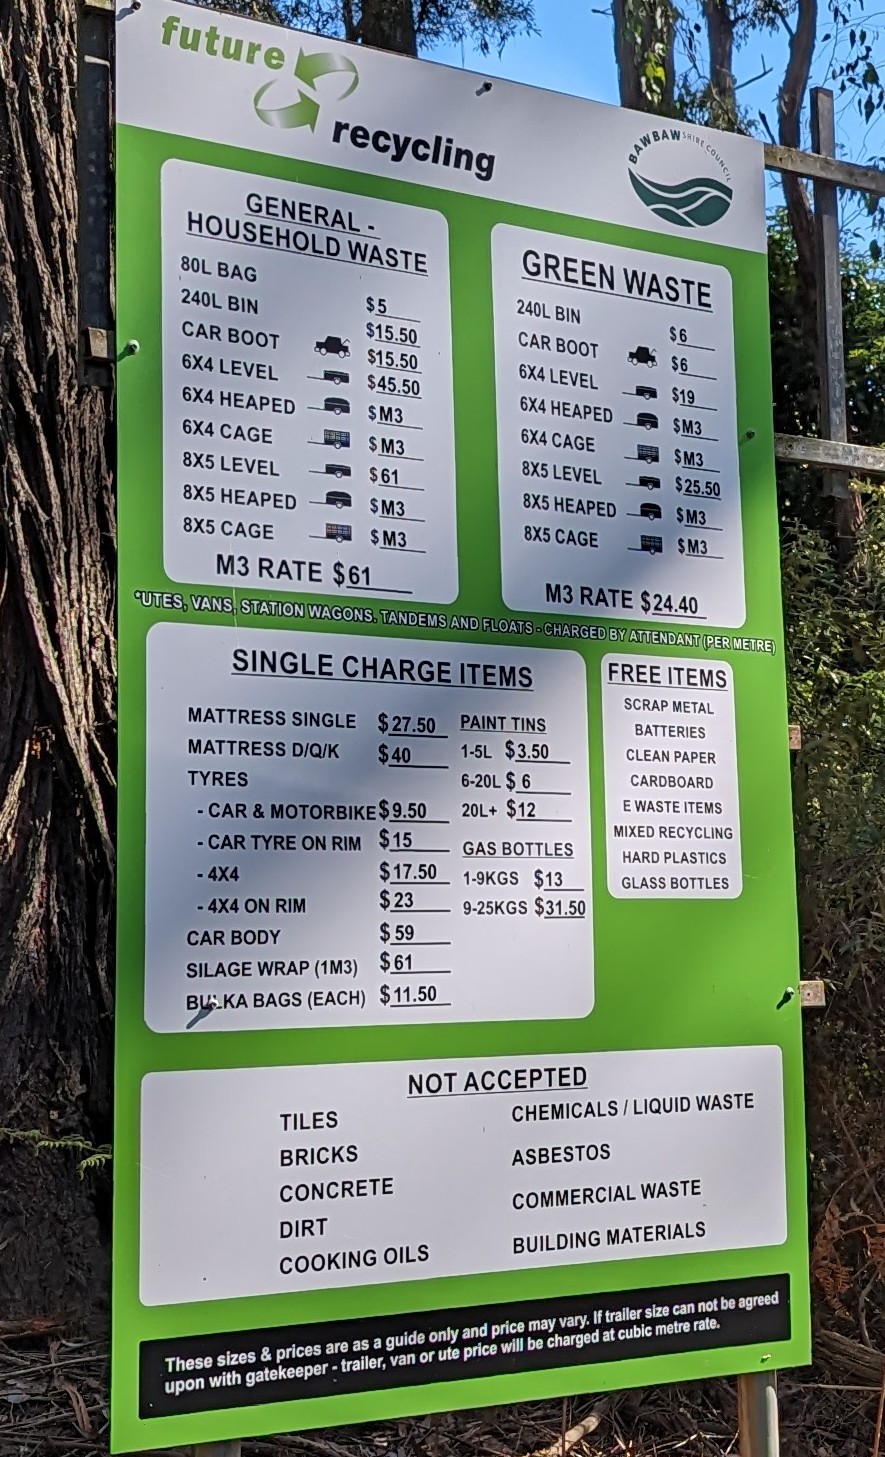 future
recycling
BAW BAW SHIRE COUNCIL
GENERAL -
HOUSEHOLD WASTE
80L BAG $5
240L BIN $15.50
CAR BOOT $15.50
6X4 LEVEL $45.50
6X4 HEAPED $M3
6X4 CAGE $M3
8X5 LEVEL $61
8X5 HEAPED $M3
8X5 CAGE $M3
M3 RATE $61
GREEN WASTE
240L BIN $6
CAR BOOT $6
6X4 LEVEL $19
6X4 HEAPED $M3
6X4 CAGE $M3
8X5 LEVEL $25.50
8X5 HEAPED $M3
8X5 CAGE $M3
M3 RATE $24.40
*UTES, VANS, STATION WAGONS. TANDEMS AND FLOATS - CHARGED BY ATTENDANT (PER METRE)
SINGLE CHARGE ITEMS
MATTRESS SINGLE $27.50
MATTRESS D/Q/K $40
TYRES
- CAR & MOTORBIKE $9.50
- CAR TYRE ON RIM $15
- 4X4 $17.50
- 4X4 ON RIM $23
CAR BODY $59
SILAGE WRAP (1M3) $61
BULKA BAGS (EACH) $11.50
PAINT TINS
1-5L $3.50
6-20L $6
20L+ $12
GAS BOTTLES
1-9KGS $13
9-25KGS $31.50
FREE ITEMS
SCRAP METAL
BATTERIES
CLEAN PAPER
CARDBOARD
E WASTE ITEMS
MIXED RECYCLING
HARD PLASTICS
GLASS BOTTLES
NOT ACCEPTED
TILES
BRICKS
CONCRETE
DIRT
COOKING OILS
CHEMICALS / LIQUID WASTE
ASBESTOS
COMMERCIAL WASTE
BUILDING MATERIALS
These sizes & prices are as a guide only and price may vary. If trailer size can not be agreed
upon with gatekeeper - trailer, van or ute price will be charged at cubic metre rate.